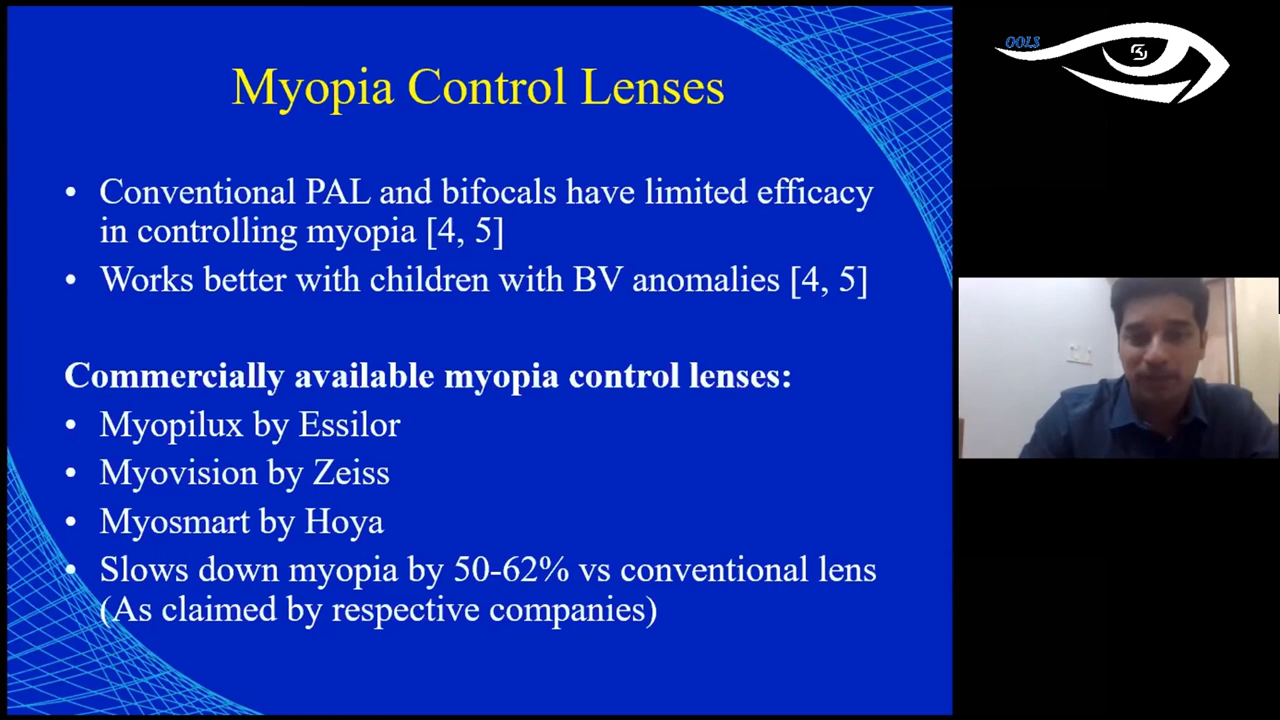 Myopia Control Lenses
• Conventional PAL and bifocals have limited efficacy
in controlling myopia [4, 5]
• Works better with children with BV anomalies [4, 5]
Commercially available myopia control lenses:
• Myopilux by Essilor
• Myovision by Zeiss
• Myosmart by Hoya
• Slows down myopia by 50-62% vs conventional lens
(As claimed by respective companies)
OOLS